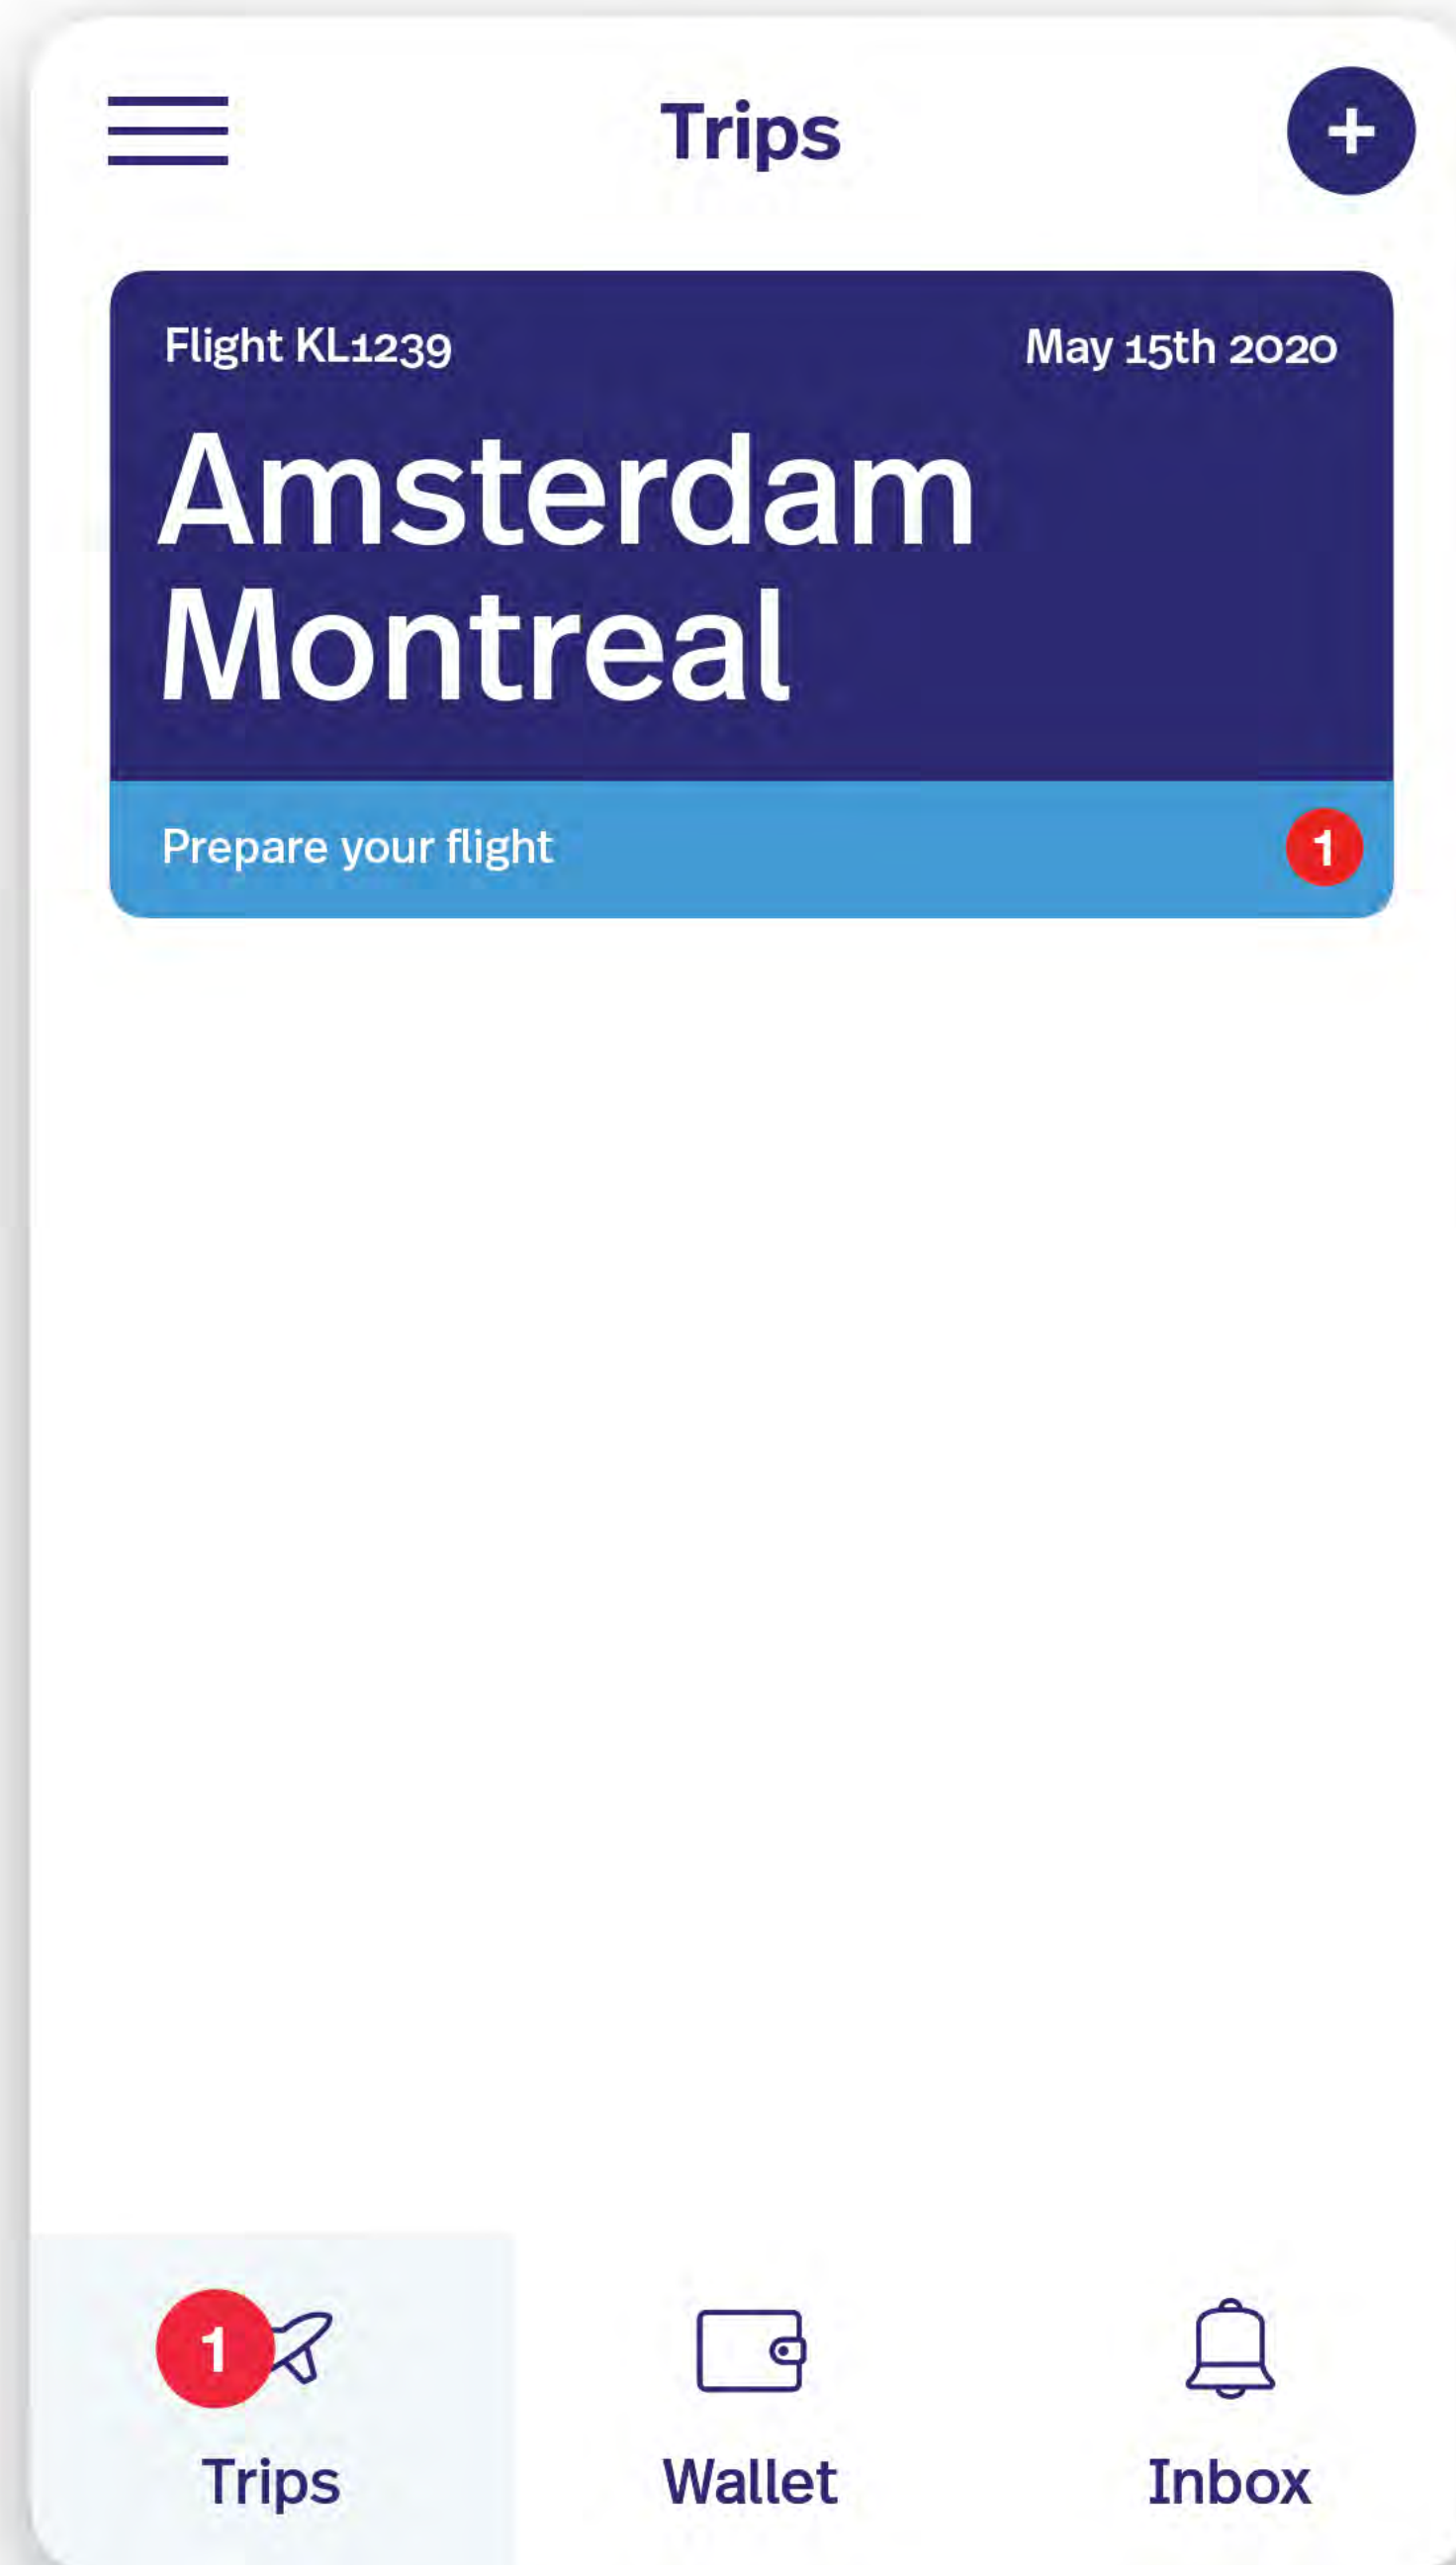 Trips
+
Flight KL1239
May 15th 2020
Amsterdam
Montreal
Prepare your flight
1
1
Trips
Wallet
Inbox